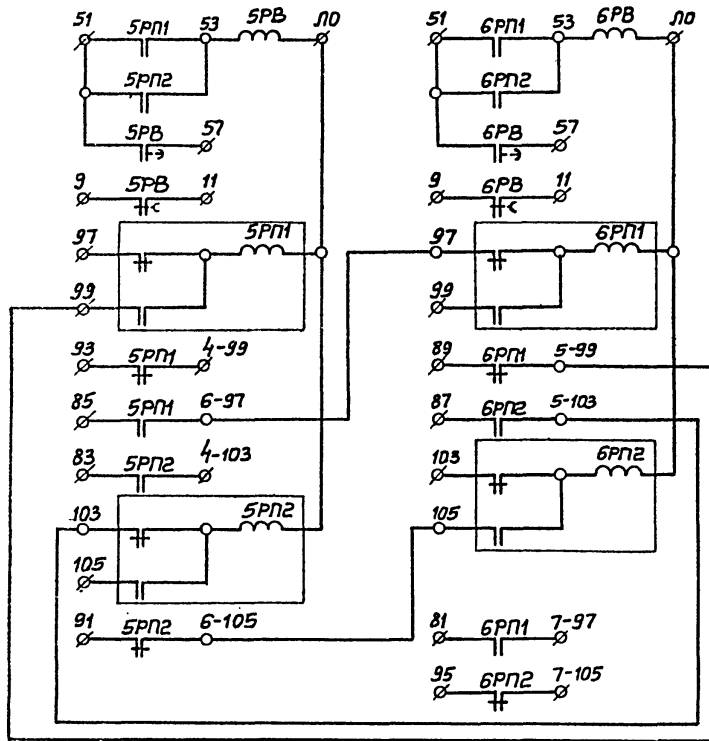 51 5РП1 53 5РВ ЛО
5РП2
5РВ 57
9 5РВ 11
97 5РП1
99
93 5РП1 4-99
85 5РП1 6-97
83 5РП2 4-103
103 5РП2
105
91 5РП2 6-105
51 6РП1 53 6РВ ЛО
6РП2
6РВ 57
9 6РВ 11
97 6РП1
99
89 6РП1 5-99
87 6РП2 5-103
103 6РП2
105
81 6РП1 7-97
95 6РП2 7-105